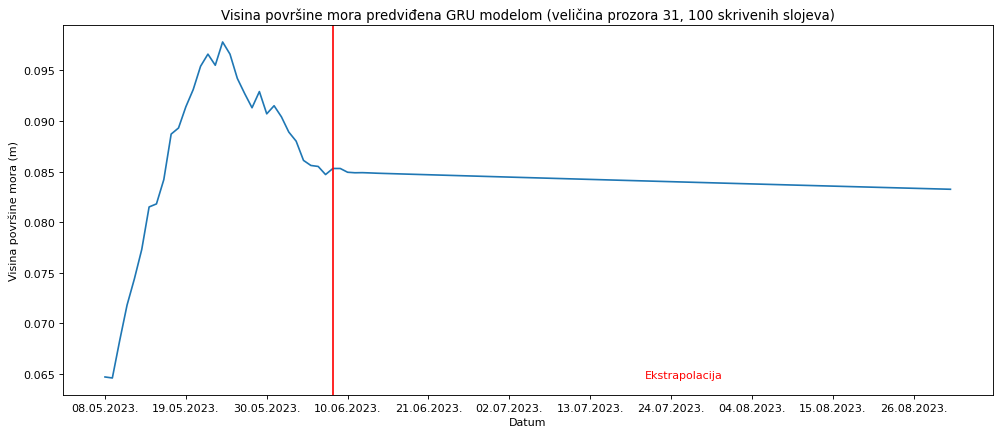 Visina površine mora predviđena GRU modelom (veličina prozora 31, 100 skrivenih slojeva)
Visina površine mora (m)
0.095
0.090
0.085
0.080
0.075
0.070
0.065
Ekstrapolacija
08.05.2023. 19.05.2023. 30.05.2023. 10.06.2023. 21.06.2023. 02.07.2023. 13.07.2023. 24.07.2023. 04.08.2023. 15.08.2023. 26.08.2023.
Datum